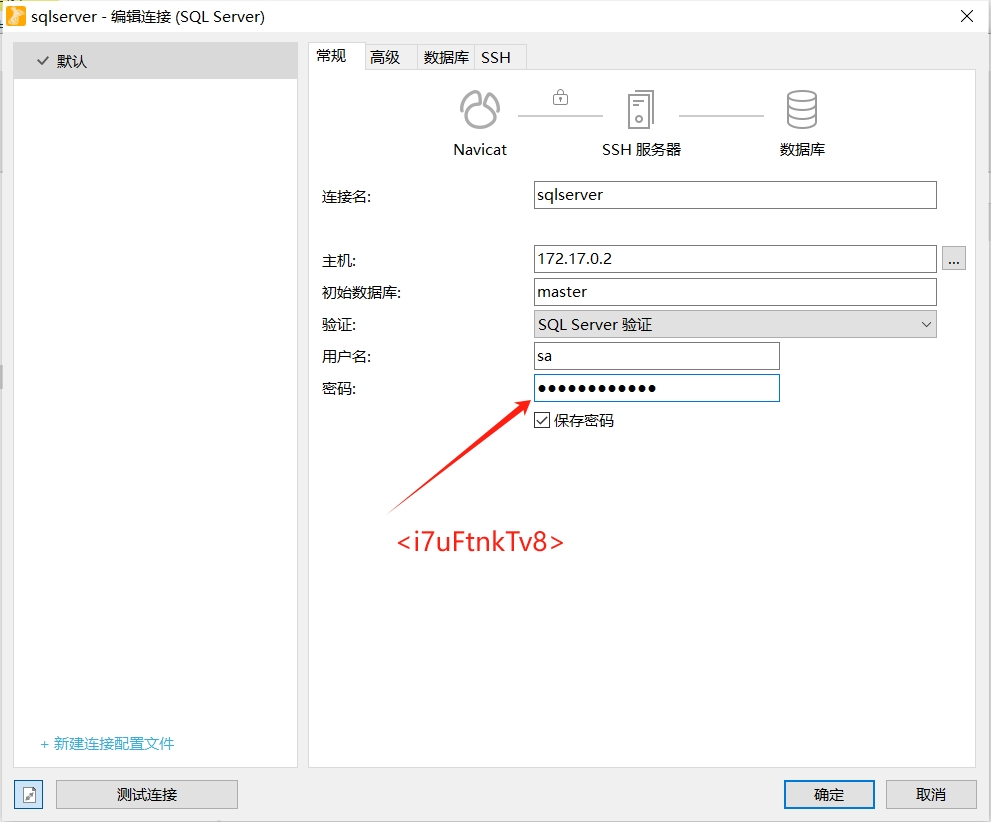 sqlserver - 编辑连接 (SQL Server)
默认
常规 高级 数据库 SSH
Navicat SSH 服务器 数据库
连接名: sqlserver
主机: 172.17.0.2 ...
初始数据库: master
验证: SQL Server 验证
用户名: sa
密码: ●●●●●●●●●●●●
保存密码
<i7uFtnkTv8>
+ 新建连接配置文件
测试连接 确定 取消